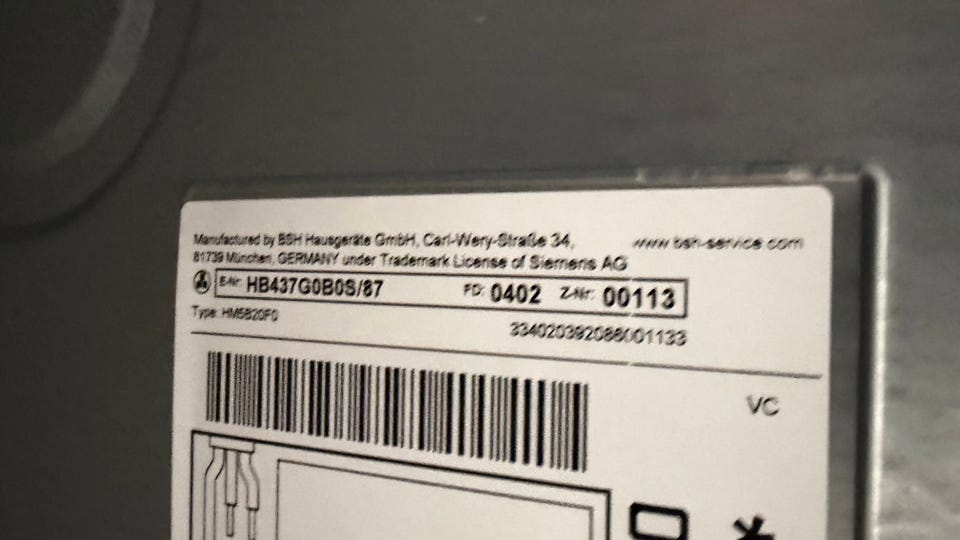 Manufactured by BSH Hausgeräte GmbH, Carl-Wery-Straße 34, www.bsh-service.com
81739 München, GERMANY under Trademark License of Siemens AG
E-Nr: HB437G0B0S/87 FD: 0402 Z-Nr: 00113
Type: HM5B20F0 334020392086001133
VC